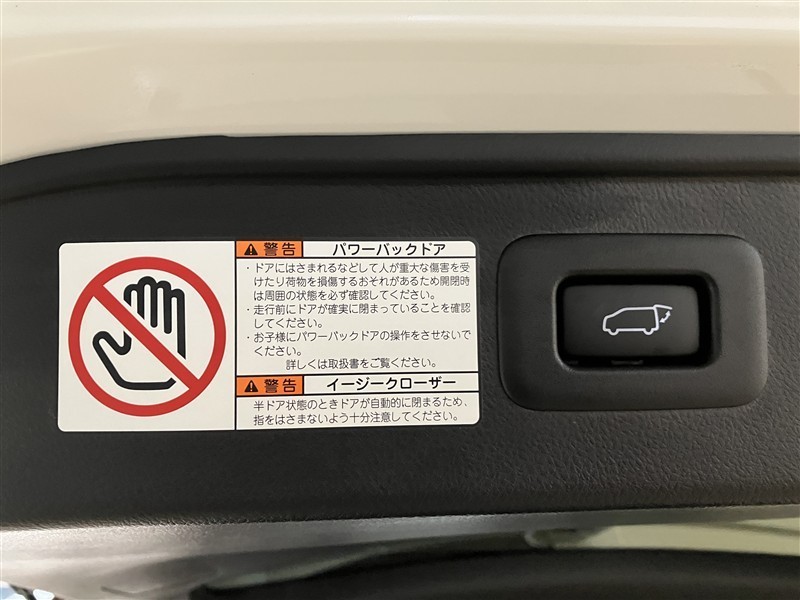 ⚠警告 パワーバックドア
・ドアにはさまれるなどして人が重大な傷害を受
けたり荷物を損傷するおそれがあるため開閉時
は周囲の状態を必ず確認してください。
・走行前にドアが確実に閉まっていることを確認
してください。
・お子様にパワーバックドアの操作をさせないで
ください。
詳しくは取扱書をご覧ください。
⚠警告 イージークローザー
半ドア状態のときドアが自動的に閉まるため、
指をはさまないよう十分注意してください。